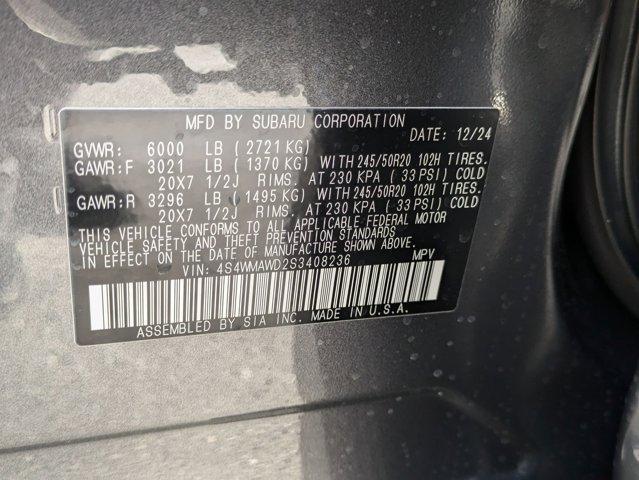 MFD BY SUBARU CORPORATION
DATE: 12/24
GVWR: 6000 LB (2721 KG)
GAWR:F 3021 LB (1370 KG) WITH 245/50R20 102H TIRES.
20X7 1/2J RIMS. AT 230 KPA (33 PSI) COLD
GAWR:R 3296 LB (1495 KG) WITH 245/50R20 102H TIRES.
20X7 1/2J RIMS. AT 230 KPA (33 PSI) COLD
THIS VEHICLE CONFORMS TO ALL APPLICABLE FEDERAL MOTOR
VEHICLE SAFETY AND THEFT PREVENTION STANDARDS
IN EFFECT ON THE DATE OF MANUFACTURE SHOWN ABOVE.
VIN: 4S4WMAWD2S3408236 MPV
ASSEMBLED BY SIA INC. MADE IN U.S.A.